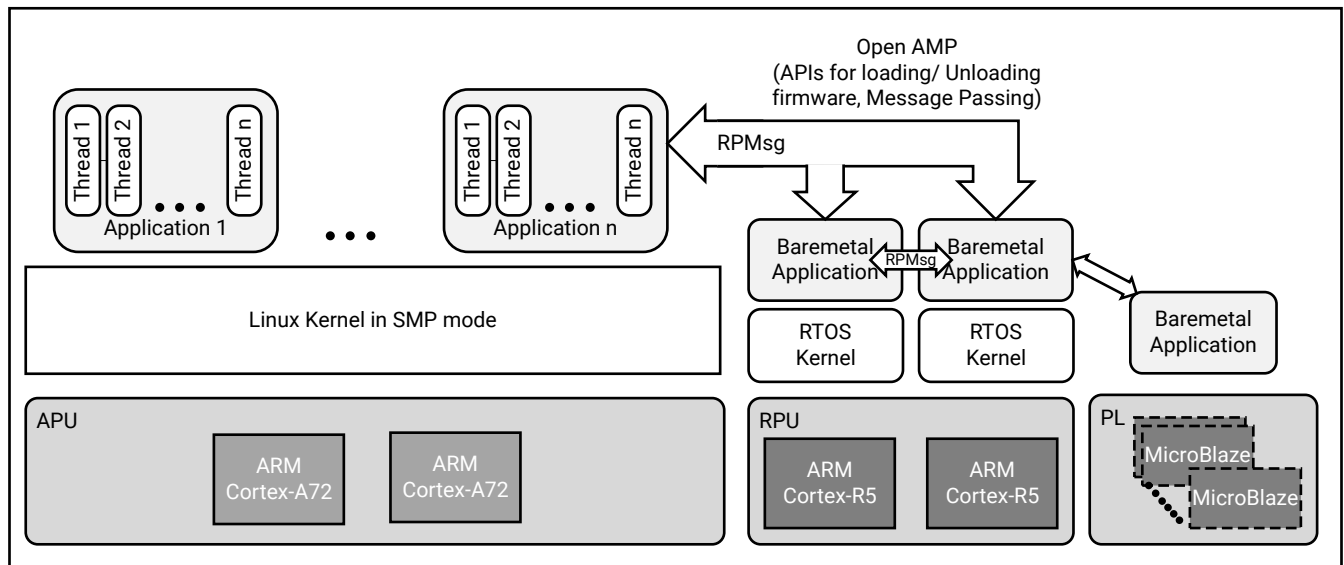 Open AMP
(APIs for loading/ Unloading
firmware, Message Passing)
Thread 1
Thread 2
Thread n
Application 1
Thread 1
Thread 2
Thread n
Application n
RPMsg
Baremetal
Application
RPMsg
Baremetal
Application
Baremetal
Application
Linux Kernel in SMP mode
RTOS
Kernel
RTOS
Kernel
APU
ARM
Cortex-A72
ARM
Cortex-A72
RPU
ARM
Cortex-R5
ARM
Cortex-R5
PL
MicroBlaze
MicroBlaze